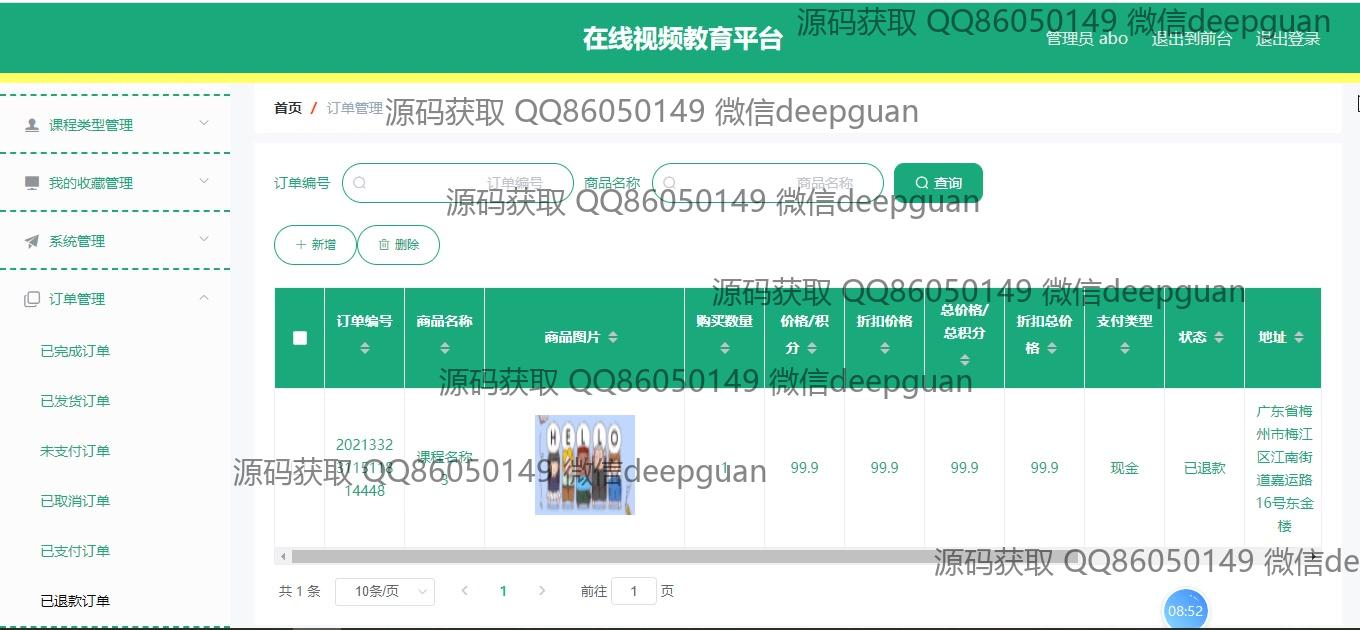 在线视频教育平台
源码获取 QQ86050149 微信deepguan
管理员 abo 退出到前台 退出登录
首页 / 订单管理
源码获取 QQ86050149 微信deepguan
课程类型管理
我的收藏管理
系统管理
订单管理
已完成订单
已发货订单
未支付订单
已取消订单
已支付订单
已退款订单
订单编号 订单编号 商品名称 商品名称 查询
源码获取 QQ86050149 微信deepguan
新增 删除
源码获取 QQ86050149 微信deepguan
订单编号 商品名称 商品图片 购买数量 价格/积分 折扣价格 总价格/总积分 折扣总价格 支付类型 状态 地址
源码获取 QQ86050149 微信deepguan
2021332
3715118
14448
课程名称
3
HELLO
1
99.9 99.9 99.9 99.9 现金 已退款
广东省梅
州市梅江
区江南街
道嘉运路
16号东金
楼
源码获取 QQ86050149 微信deepguan
源码获取 QQ86050149 微信de
共 1 条 10条/页 1 前往 1 页
08:52